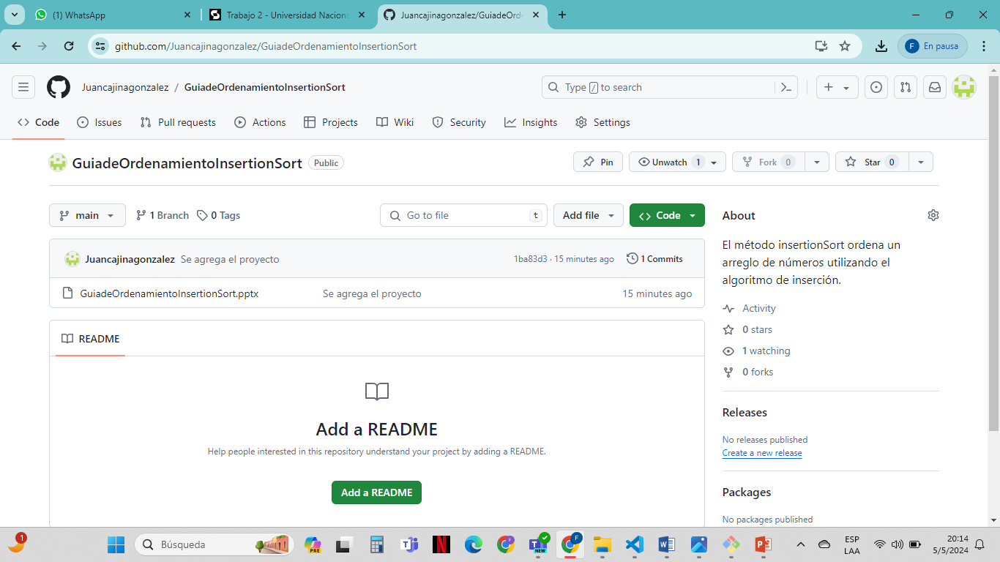 (1) WhatsApp
Trabajo 2 - Universidad Naciona
Juancajinagonzalez/GuiadeOrde
github.com/Juancajinagonzalez/GuiadeOrdenamientoInsertionSort
F En pausa
Juancajinagonzalez / GuiadeOrdenamientoInsertionSort
Type / to search
Code Issues Pull requests Actions Projects Wiki Security Insights Settings
GuiadeOrdenamientoInsertionSort Public
Pin Unwatch 1 Fork 0 Star 0
main 1 Branch 0 Tags Go to file t Add file Code
Juancajinagonzalez Se agrega el proyecto 1ba83d3 · 15 minutes ago 1 Commits
GuiadeOrdenamientoInsertionSort.pptx Se agrega el proyecto 15 minutes ago
README
Add a README
Help people interested in this repository understand your project by adding a README.
Add a README
About
El método insertionSort ordena un
arreglo de números utilizando el
algoritmo de inserción.
Activity
0 stars
1 watching
0 forks
Releases
No releases published
Create a new release
Packages
No packages published
1
Búsqueda
PRE
NEW
F
ESP
LAA
20:14
5/5/2024